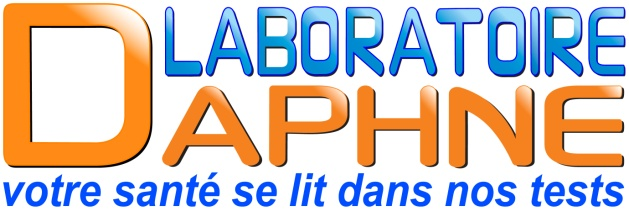 LABORATOIRE
DAPHNE
votre santé se lit dans nos tests